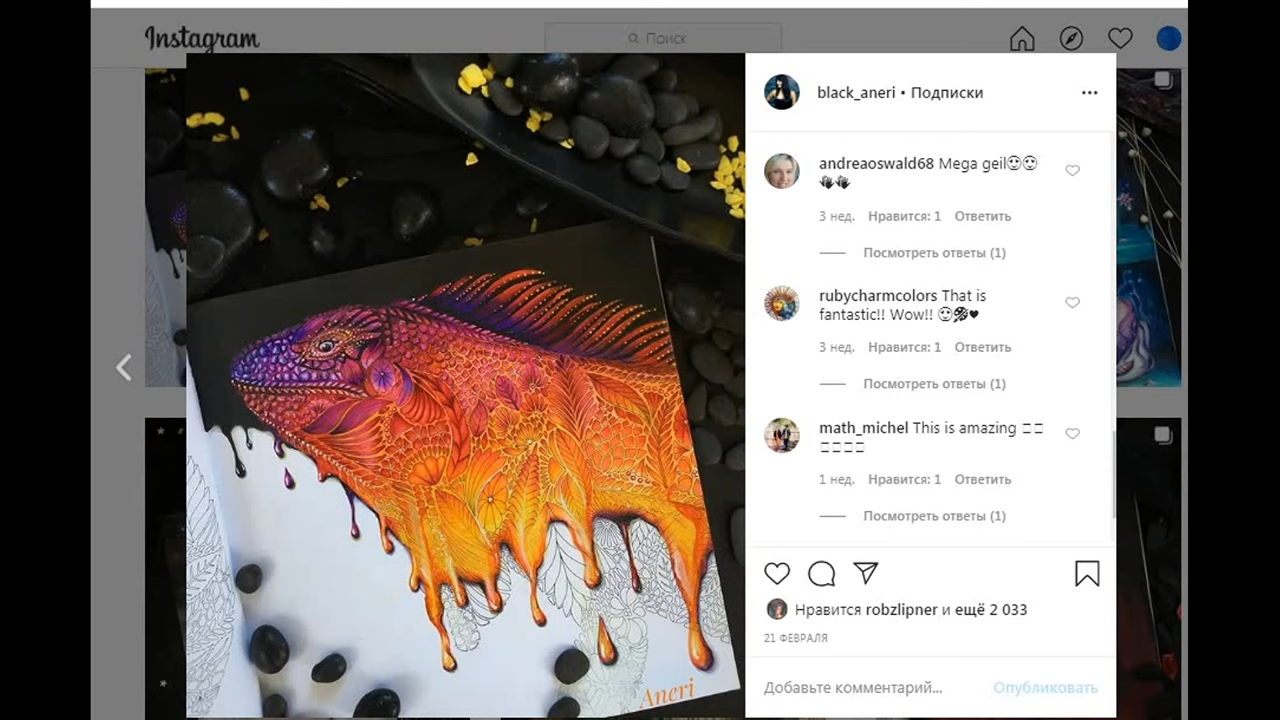 Instagram
Поиск
black_aneri • Подписки
andreaoswald68 Mega geil
3 нед. Нравится: 1 Ответить
Посмотреть ответы (1)
rubycharmcolors That is
fantastic!! Wow!!
3 нед. Нравится: 1 Ответить
Посмотреть ответы (1)
math_michel This is amazing
1 нед. Нравится: 1 Ответить
Посмотреть ответы (1)
Нравится robzlipner и ещё 2 033
21 ФЕВРАЛЯ
Добавьте комментарий... Опубликовать
Aneri